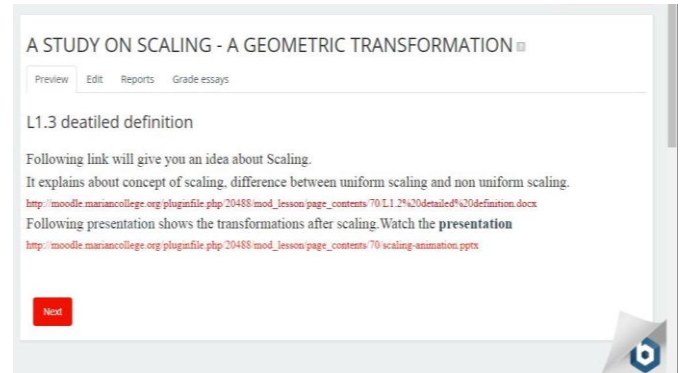 A STUDY ON SCALING - A GEOMETRIC TRANSFORMATION
Preview Edit Reports Grade essays
L1.3 deatiled definition
Following link will give you an idea about Scaling.
It explains about concept of scaling, difference between uniform scaling and non uniform scaling.
http://moodle.mariancollege.org/pluginfile.php/20488/mod_lesson/page_contents/70/L1.2%20detailed%20definition.docx
Following presentation shows the transformations after scaling.Watch the presentation
http://moodle.mariancollege.org/pluginfile.php/20488/mod_lesson/page_contents/70/scaling-animation.pptx
Next